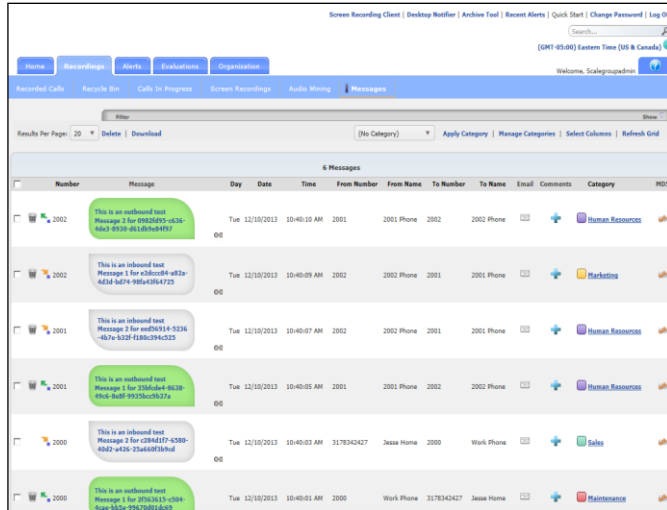 Screen Recording Client | Desktop Notifier | Archive Tool | Recent Alerts | Quick Start | Change Password | Log O
Search...
(GMT-05:00) Eastern Time (US & Canada)
Home Recordings Alerts Evaluations Organization
Welcome, Scalegroupadmin
Recorded Calls Recycle Bin Calls In Progress Screen Recordings Audio Mining Messages
Filter Show
Results Per Page: 20 Delete | Download (No Category) Apply Category | Manage Categories | Select Columns | Refresh Grid
6 Messages
Number Message Day Date Time From Number From Name To Number To Name Email Comments Category
This is an outbound test
Message 2 for 0982fd95-c636-
4de3-8930-d61db9e84f97
2002 Tue 12/10/2013 10:40:10 AM 2001 2001 Phone 2002 2002 Phone Human Resources
This is an inbound test
Message 1 for e2dccc84-a82a-
4d3d-bd74-98fa43f64725
2002 Tue 12/10/2013 10:40:09 AM 2002 2002 Phone 2001 2001 Phone Marketing
This is an inbound test
Message 2 for eed56914-5236
-4b7e-b32f-f180c394c525
2001 Tue 12/10/2013 10:40:07 AM 2002 2002 Phone 2001 2001 Phone Human Resources
This is an outbound test
Message 1 for 35bfcde4-8638-
49c6-8e8f-9935bcc9b37a
2001 Tue 12/10/2013 10:40:05 AM 2001 2001 Phone 2002 2002 Phone Human Resources
This is an inbound test
Message 2 for c284d1f7-6580-
40d2-a426-25a660f3b9cd
2000 Tue 12/10/2013 10:40:03 AM 3178342427 Jesse Home 2000 Work Phone Sales
This is an outbound test
Message 1 for 2f563615-c504-
4cae-bb5a-99670d01dc69
2000 Tue 12/10/2013 10:40:01 AM 2000 Work Phone 3178342427 Jesse Home Maintenance